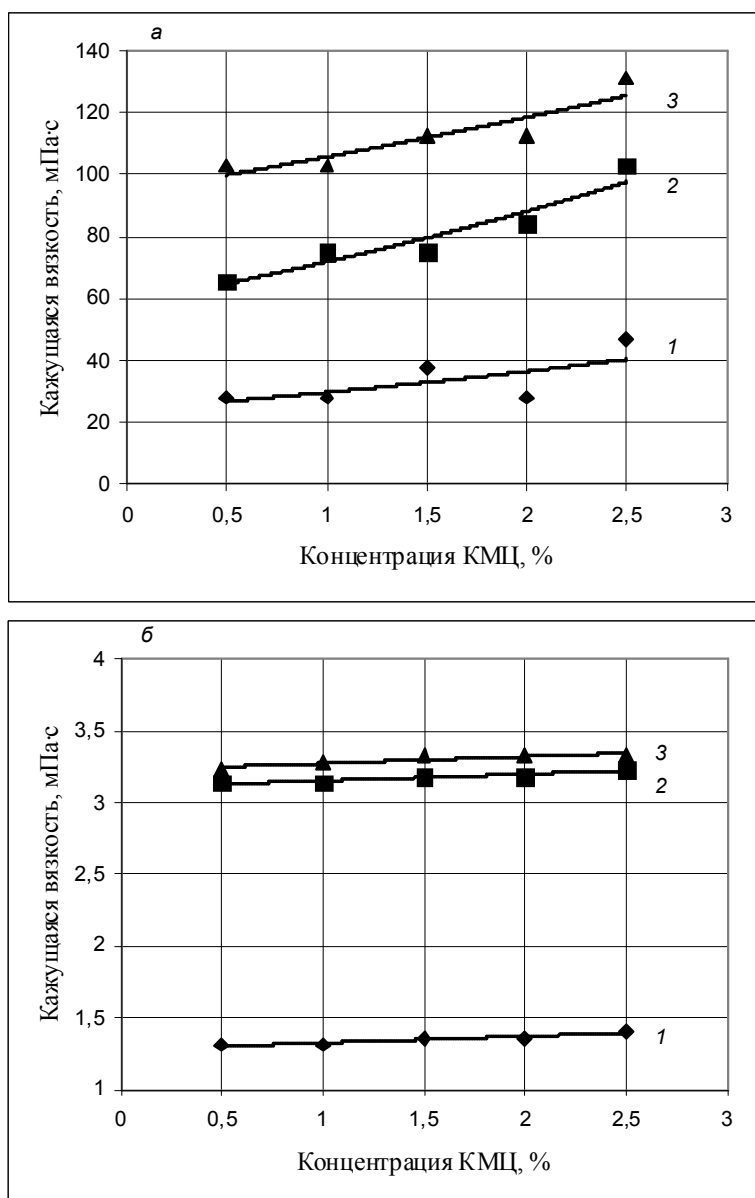 а
140
120
100
80
60
40
20
0
Кажущаяся вязкость, мПа·с
3
2
1
0 0,5 1 1,5 2 2,5 3
Концентрация КМЦ, %
б
4
3,5
3
2,5
2
1,5
1
Кажущаяся вязкость, мПа·с
3
2
1
0 0,5 1 1,5 2 2,5 3
Концентрация КМЦ, %